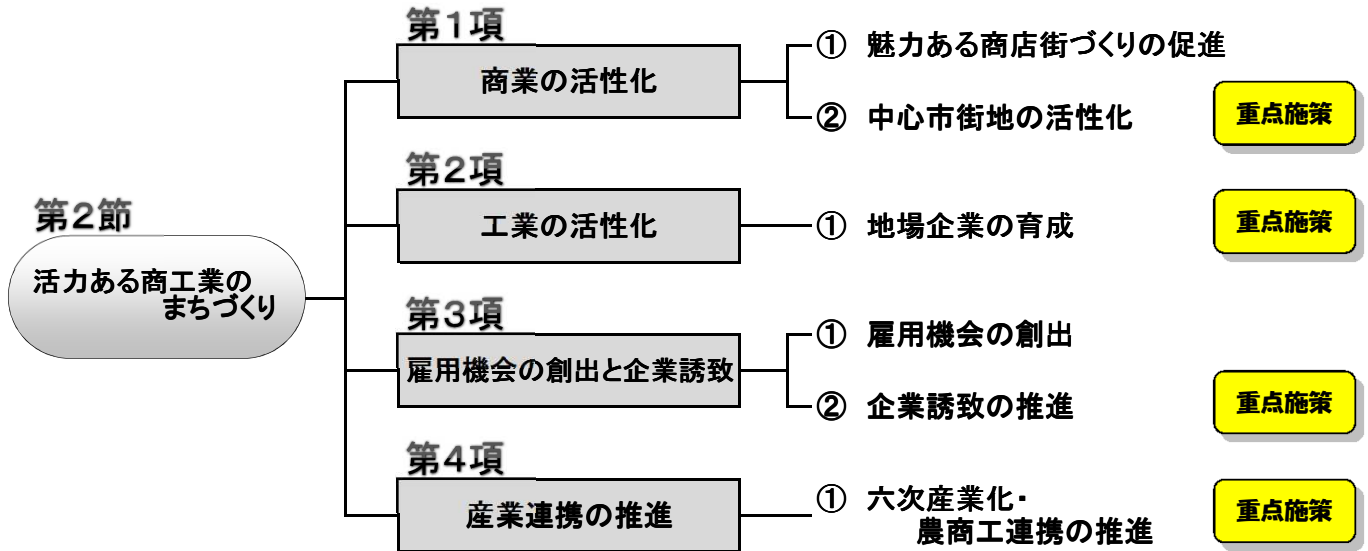 第2節
活力ある商工業の
まちづくり
第1項
商業の活性化
① 魅力ある商店街づくりの促進
② 中心市街地の活性化
重点施策
第2項
工業の活性化
① 地場企業の育成
重点施策
第3項
雇用機会の創出と企業誘致
① 雇用機会の創出
② 企業誘致の推進
重点施策
第4項
産業連携の推進
① 六次産業化・
農商工連携の推進
重点施策